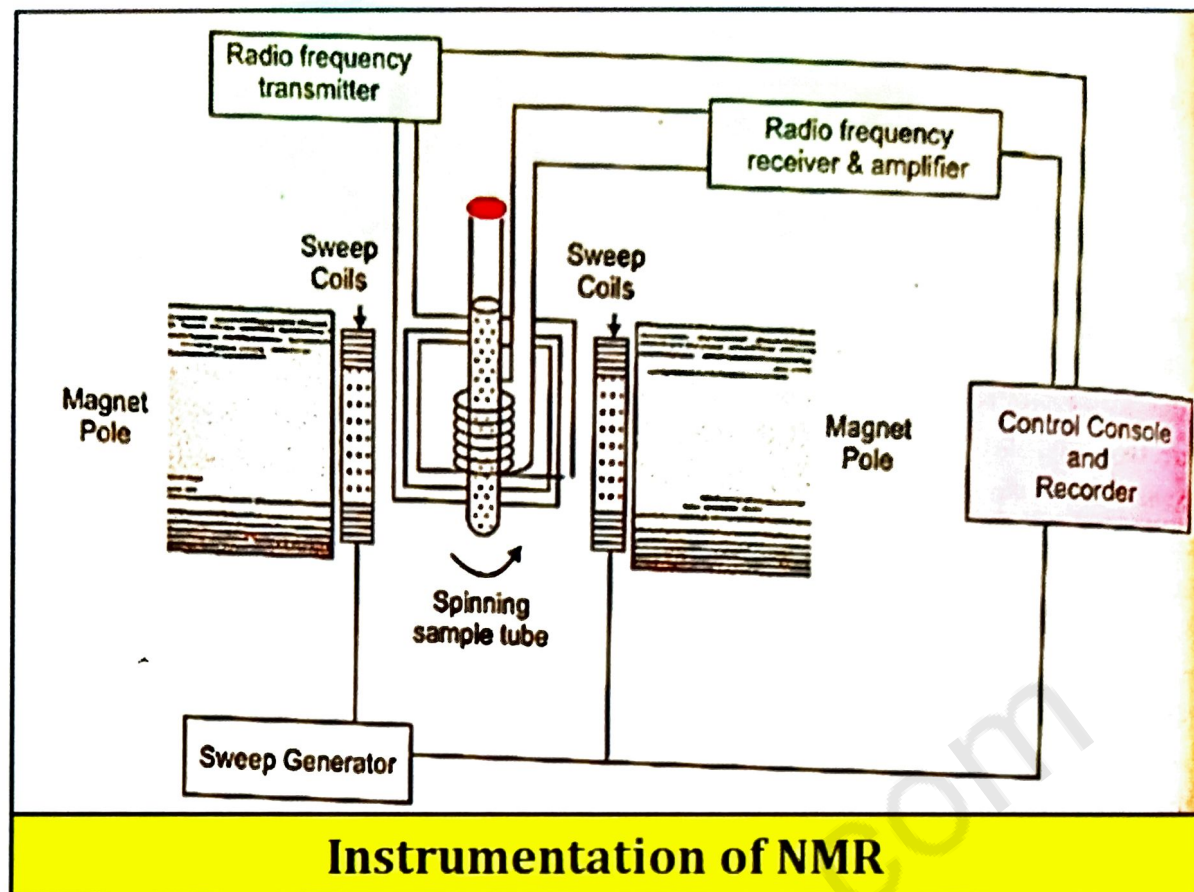 Radio frequency
transmitter
Radio frequency
receiver & amplifier
Sweep
Coils
Sweep
Coils
Magnet
Pole
Magnet
Pole
Control Console
and
Recorder
Spinning
sample tube
Sweep Generator
com
Instrumentation of NMR